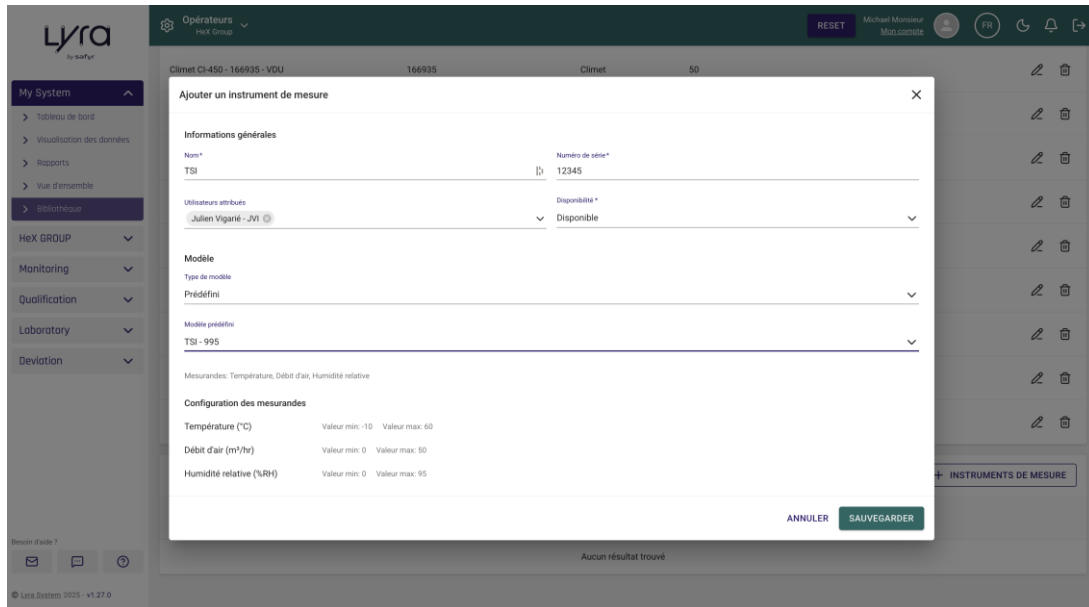 Lyra
by safyr
Opérateurs
HeX Group
RESET
Michael Monsieur
Mon compte
FR
My System
Tableau de bord
Visualisation des données
Rapports
Vue d'ensemble
Bibliothèque
HeX GROUP
Monitoring
Qualification
Laboratory
Deviation
Besoin d'aide ?
© Lyra System 2025 - v1.27.0
Climet CI-450 - 166935 - VDU 166935 Climet 50
Ajouter un instrument de mesure
Informations générales
Nom* Numéro de série*
TSI 12345
Utilisateurs attribués Disponibilité *
Julien Vigarié - JVI Disponible
Modèle
Type de modèle
Prédéfini
Modèle prédéfini
TSI - 995
Mesurandes: Température, Débit d'air, Humidité relative
Configuration des mesurandes
Température (°C) Valeur min: -10 Valeur max: 60
Débit d'air (m³/hr) Valeur min: 0 Valeur max: 50
Humidité relative (%RH) Valeur min: 0 Valeur max: 95
ANNULER SAUVEGARDER
+ INSTRUMENTS DE MESURE
Aucun résultat trouvé